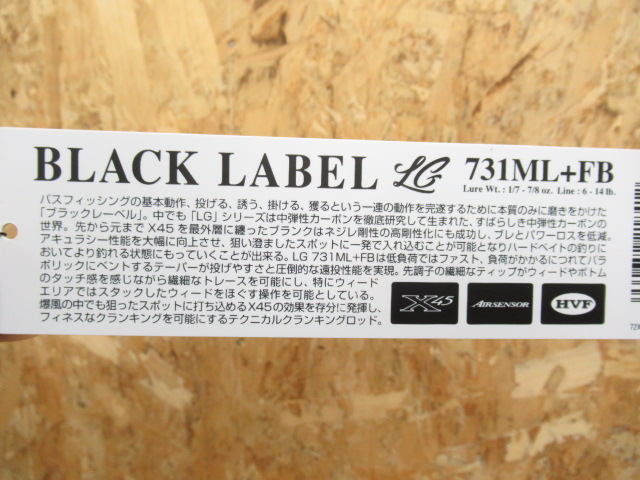 BLACK LABEL LG 731ML+FB
Lure Wt. : 1/7 - 7/8 oz. Line : 6 - 14 lb.
バスフィッシングの基本動作、投げる、誘う、掛ける、獲るという一連の動作を完遂するために本質のみに磨きをかけた
「ブラックレーベル」。中でも「LG」シリーズは中弾性カーボンを徹底研究して生まれた、すばらしき中弾性カーボンの
世界。先から元まで X45 を最外層に纏ったブランクはネジレ剛性の高剛性化にも成功し、ブレとパワーロスを低減。
アキュラシー性能を大幅に向上させ、狙い澄ましたスポットに一発で入れ込むことが可能となりハードベイトの釣りに
おいてより釣れる状態にもっていくことが出来る。LG 731ML+FBは低負荷ではファスト、負荷がかかるにつれてパラ
ボリックにベンドするテーパーが投げやすさと圧倒的な遠投性能を実現。先調子の繊細なティップがウィードやボトム
のタッチ感を感じながら繊細なトレースを可能にし、特にウィード
エリアではスタックしたウィードをほぐす操作を可能としている。
爆風の中でも狙ったスポットに打ち込める X45の効果を存分に発揮し、
フィネスなクランキングを可能にするテクニカルクランキングロッド。
X45 AIRSENSOR HVF